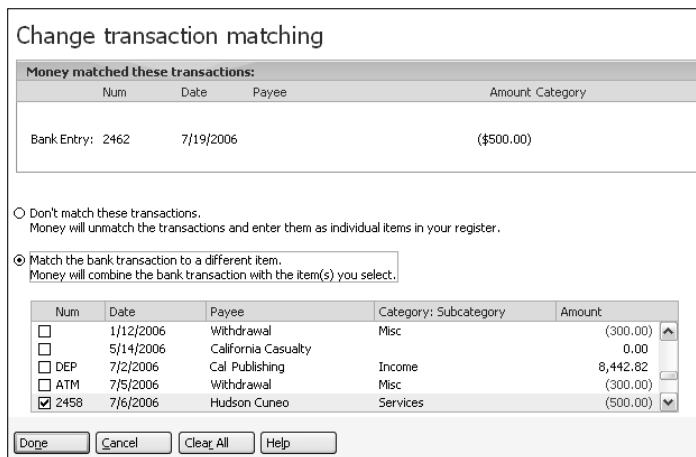 Change transaction matching
Money matched these transactions:
Num Date Payee Amount Category
Bank Entry: 2462 7/19/2006 ($500.00)
Don't match these transactions.
Money will unmatch the transactions and enter them as individual items in your register.
Match the bank transaction to a different item.
Money will combine the bank transaction with the item(s) you select.
Num Date Payee Category: Subcategory Amount
1/12/2006 Withdrawal Misc (300.00)
5/14/2006 California Casualty 0.00
DEP 7/2/2006 Cal Publishing Income 8,442.82
ATM 7/5/2006 Withdrawal Misc (300.00)
2458 7/6/2006 Hudson Cuneo Services (500.00)
Done Cancel Clear All Help